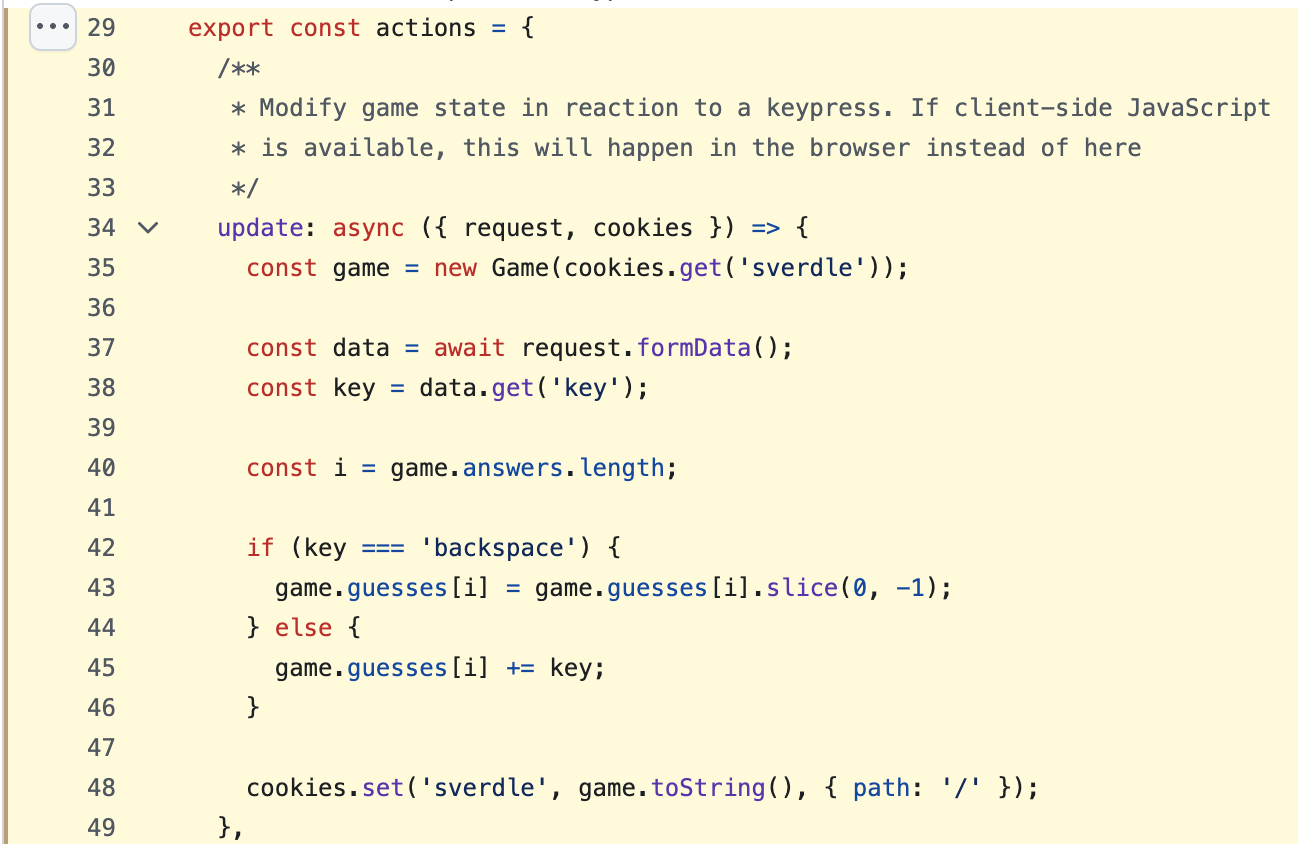 29 export const actions = {
30 /**
31 * Modify game state in reaction to a keypress. If client-side JavaScript
32 * is available, this will happen in the browser instead of here
33 */
34 update: async ({ request, cookies }) => {
35 const game = new Game(cookies.get('sverdle'));
36
37 const data = await request.formData();
38 const key = data.get('key');
39
40 const i = game.answers.length;
41
42 if (key === 'backspace') {
43 game.guesses[i] = game.guesses[i].slice(0, -1);
44 } else {
45 game.guesses[i] += key;
46 }
47
48 cookies.set('sverdle', game.toString(), { path: '/' });
49 },